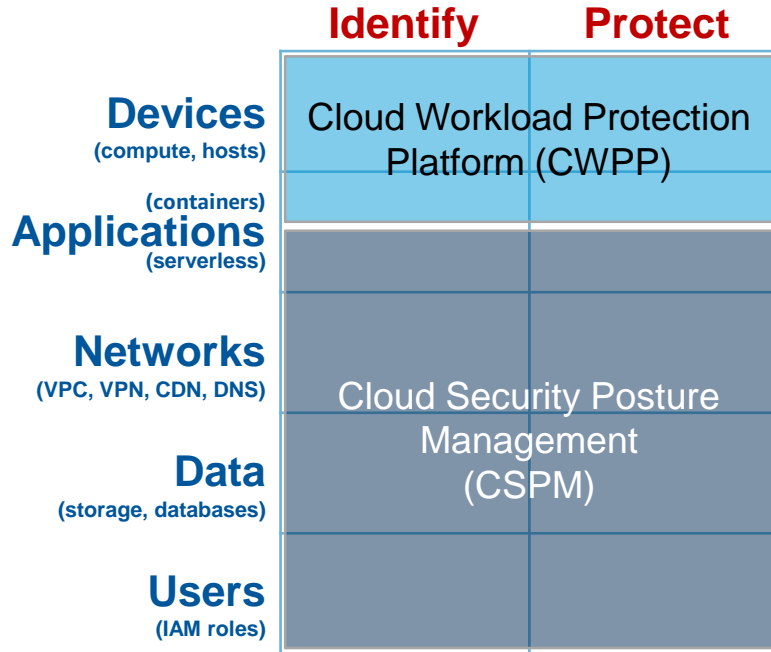 Identify Protect
Devices
(compute, hosts)
Cloud Workload Protection
Platform (CWPP)
(containers)
Applications
(serverless)
Networks
(VPC, VPN, CDN, DNS)
Cloud Security Posture
Management
(CSPM)
Data
(storage, databases)
Users
(IAM roles)